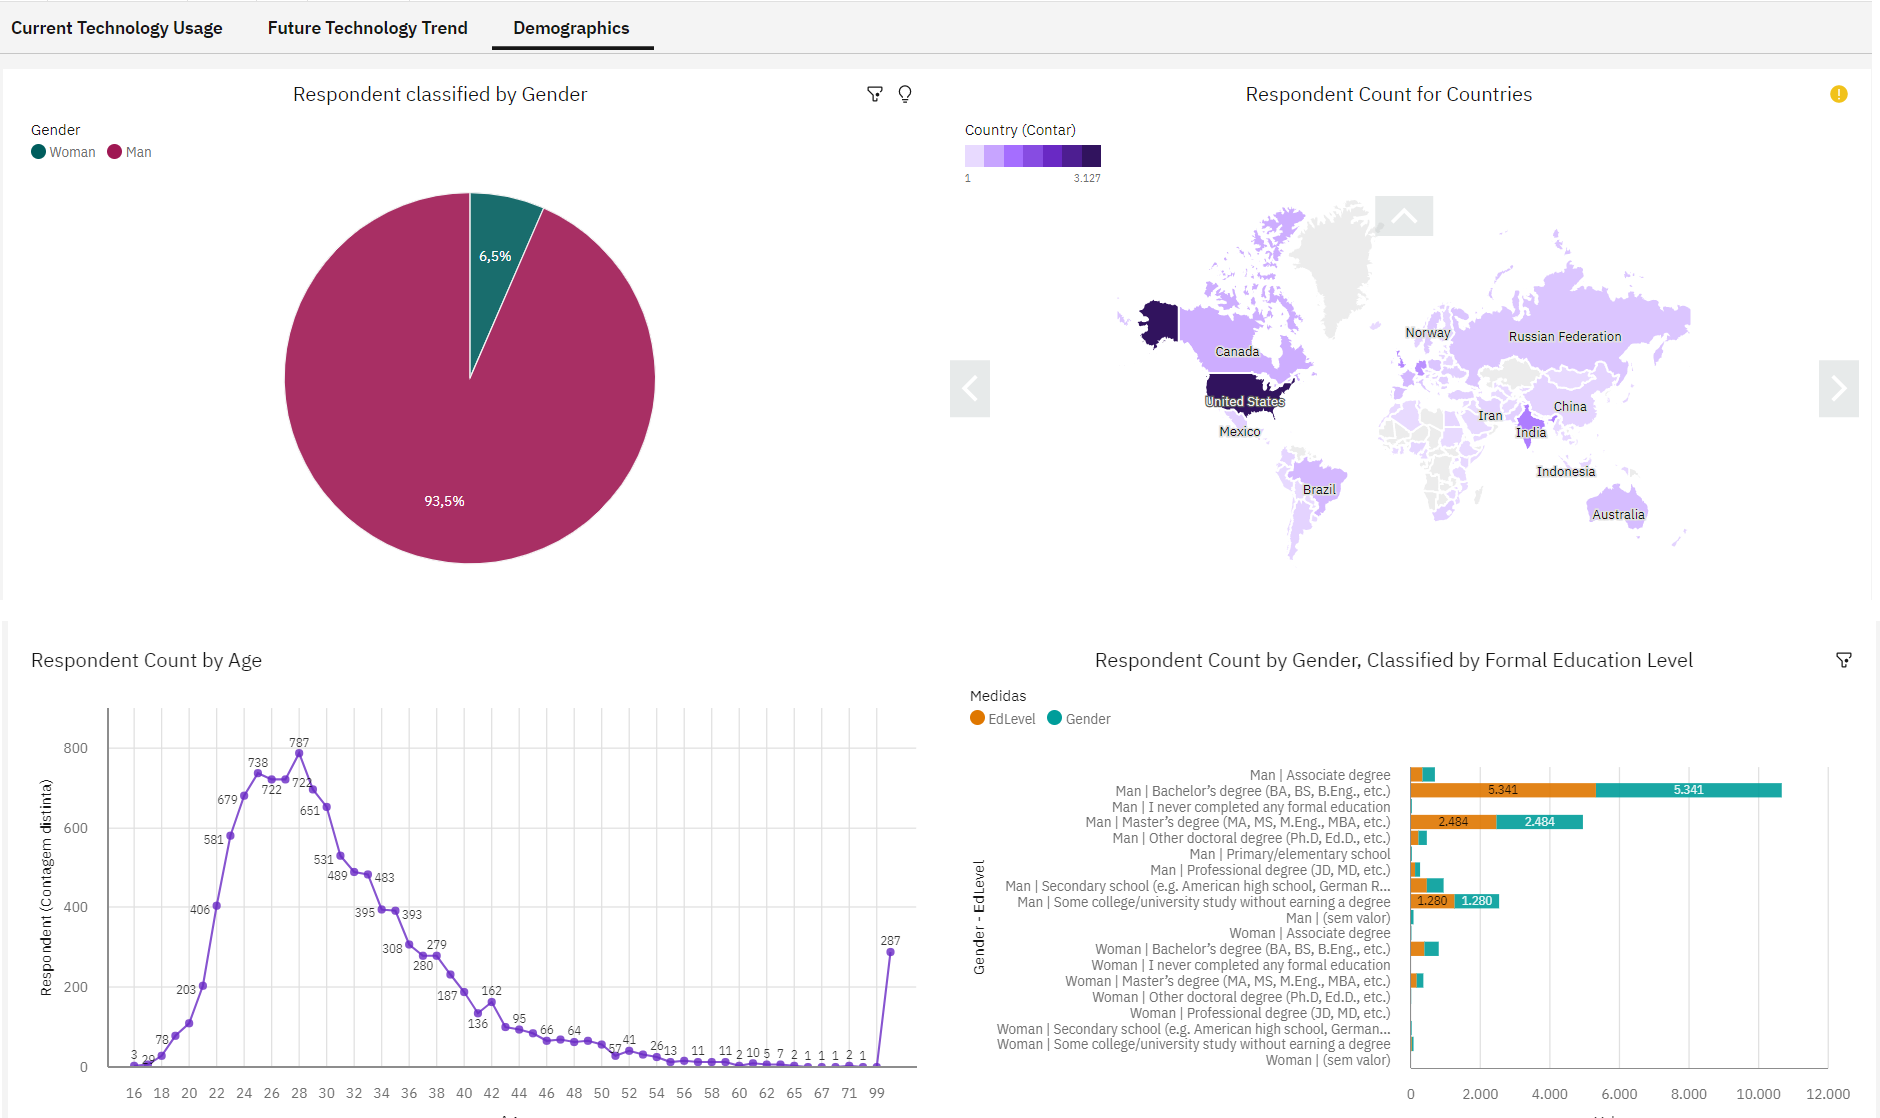 Current Technology Usage
Future Technology Trend
Demographics
Respondent classified by Gender
Gender
Woman
Man
6,5%
93,5%
Respondent Count for Countries
Country (Contar)
1
3.127
Canada
United States
Mexico
Brazil
Norway
Russian Federation
Iran
China
India
Indonesia
Australia
Respondent Count by Age
Respondent (Contagem distinta)
800
600
400
200
0
3
29
78
203
406
581
679
738
722
787
722
651
531
489
483
395
393
308
280
279
187
136
162
95
66
64
57
41
26
13
11
11
2
10
5
7
2
1
1
1
2
1
287
16
18
20
22
24
26
28
30
32
34
36
38
40
42
44
46
48
50
52
54
56
58
60
62
65
67
71
99
Respondent Count by Gender, Classified by Formal Education Level
Medidas
EdLevel
Gender
Gender - EdLevel
Man | Associate degree
Man | Bachelor's degree (BA, BS, B.Eng., etc.)
5.341
5.341
Man | I never completed any formal education
Man | Master's degree (MA, MS, M.Eng., MBA, etc.)
2.484
2.484
Man | Other doctoral degree (Ph.D, Ed.D., etc.)
Man | Primary/elementary school
Man | Professional degree (JD, MD, etc.)
Man | Secondary school (e.g. American high school, German R...
Man | Some college/university study without earning a degree
1.280
1.280
Man | (sem valor)
Woman | Associate degree
Woman | Bachelor's degree (BA, BS, B.Eng., etc.)
Woman | I never completed any formal education
Woman | Master's degree (MA, MS, M.Eng., MBA, etc.)
Woman | Other doctoral degree (Ph.D, Ed.D., etc.)
Woman | Professional degree (JD, MD, etc.)
Woman | Secondary school (e.g. American high school, German...
Woman | Some college/university study without earning a degree
Woman | (sem valor)
0
2.000
4.000
6.000
8.000
10.000
12.000